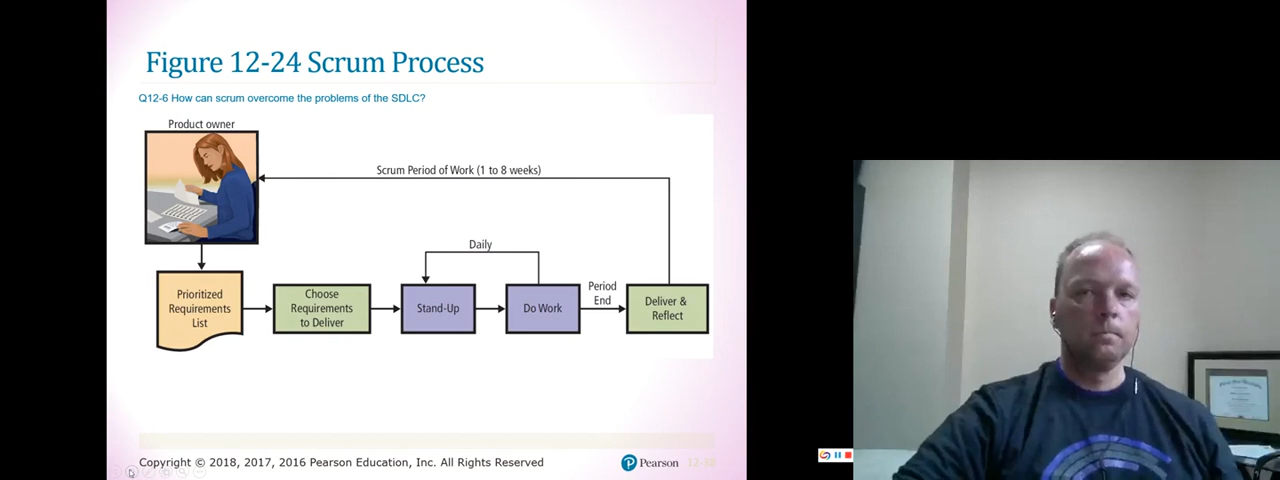 Figure 12-24 Scrum Process
Q12-6 How can scrum overcome the problems of the SDLC?
Product owner
Scrum Period of Work (1 to 8 weeks)
Daily
Prioritized
Requirements
List
Choose
Requirements
to Deliver
Stand-Up
Do Work
Period
End
Deliver &
Reflect
Copyright © 2018, 2017, 2016 Pearson Education, Inc. All Rights Reserved
Pearson